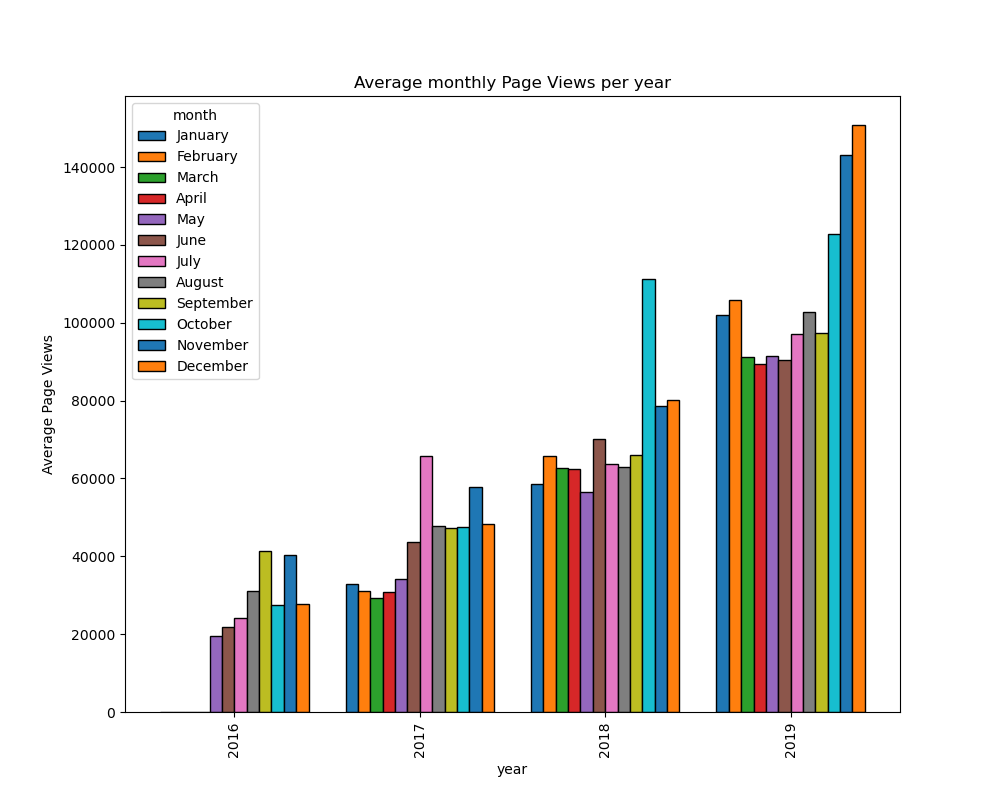 Average monthly Page Views per year
month
January
February
March
April
May
June
July
August
September
October
November
December
Average Page Views
140000
120000
100000
80000
60000
40000
20000
0
2016
2017
2018
2019
year